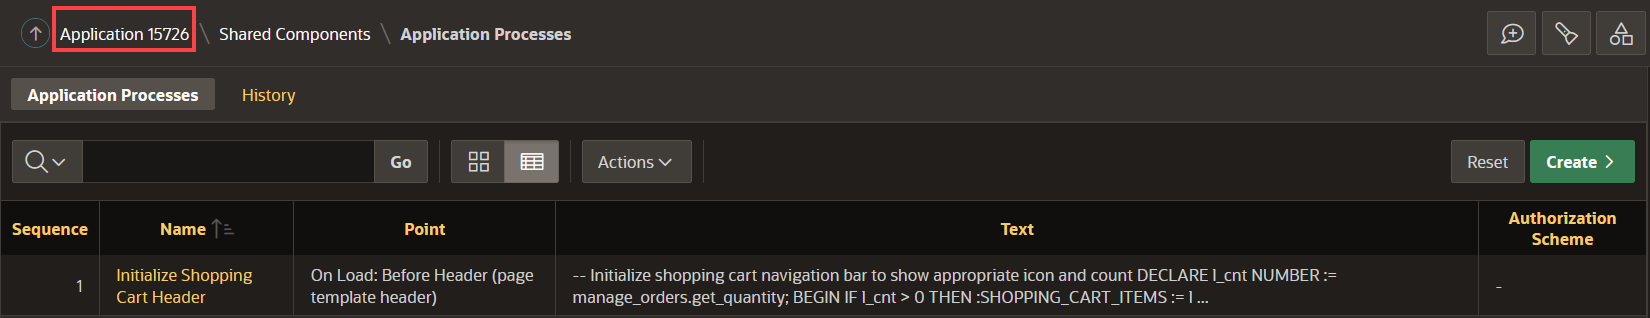 Application 15726 \ Shared Components \ Application Processes
Application Processes History
Go Actions Reset Create
Sequence Name Point Text Authorization
Scheme
1 Initialize Shopping On Load: Before Header (page -- Initialize shopping cart navigation bar to show appropriate icon and count DECLARE l_cnt NUMBER := -
Cart Header template header) manage_orders.get_quantity; BEGIN IF l_cnt > 0 THEN :SHOPPING_CART_ITEMS := l ...